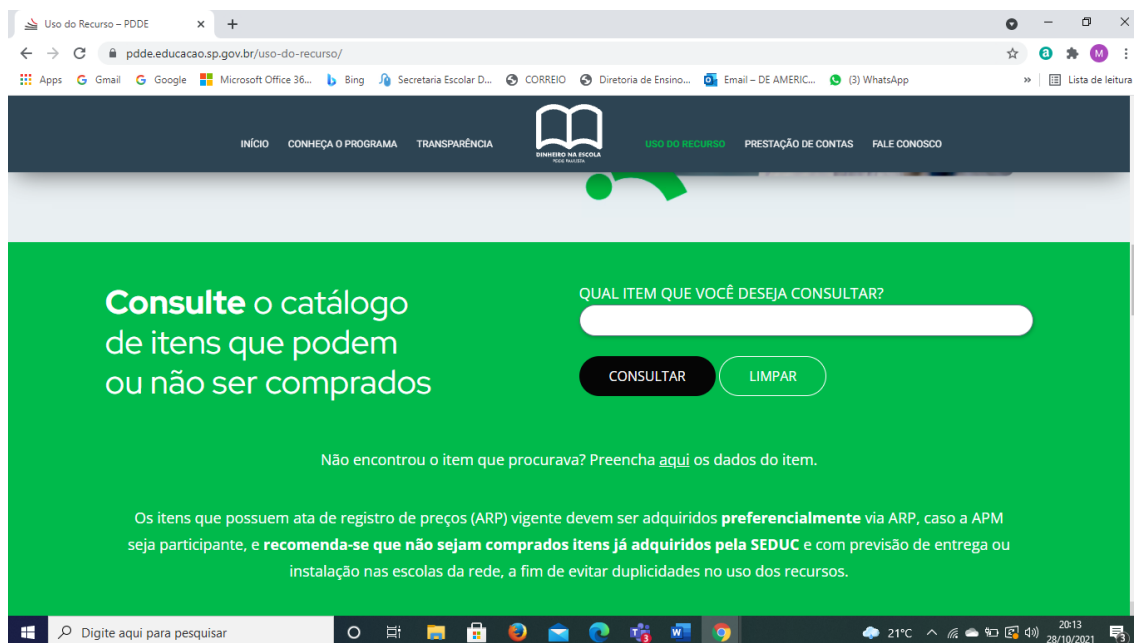 Uso do Recurso – PDDE
pdde.educacao.sp.gov.br/uso-do-recurso/
Apps Gmail Google Microsoft Office 36... Bing Secretaria Escolar D... CORREIO Diretoria de Ensino... Email – DE AMERIC... (3) WhatsApp » Lista de leitura
INÍCIO CONHEÇA O PROGRAMA TRANSPARÊNCIA DINHEIRO NA ESCOLA USO DO RECURSO PRESTAÇÃO DE CONTAS FALE CONOSCO
PDDE PAULISTA
Consulte o catálogo
de itens que podem
ou não ser comprados
QUAL ITEM QUE VOCÊ DESEJA CONSULTAR?
CONSULTAR LIMPAR
Não encontrou o item que procurava? Preencha aqui os dados do item.
Os itens que possuem ata de registro de preços (ARP) vigente devem ser adquiridos preferencialmente via ARP, caso a APM
seja participante, e recomenda-se que não sejam comprados itens já adquiridos pela SEDUC e com previsão de entrega ou
instalação nas escolas da rede, a fim de evitar duplicidades no uso dos recursos.
Digite aqui para pesquisar 21°C 20:13
28/10/2021